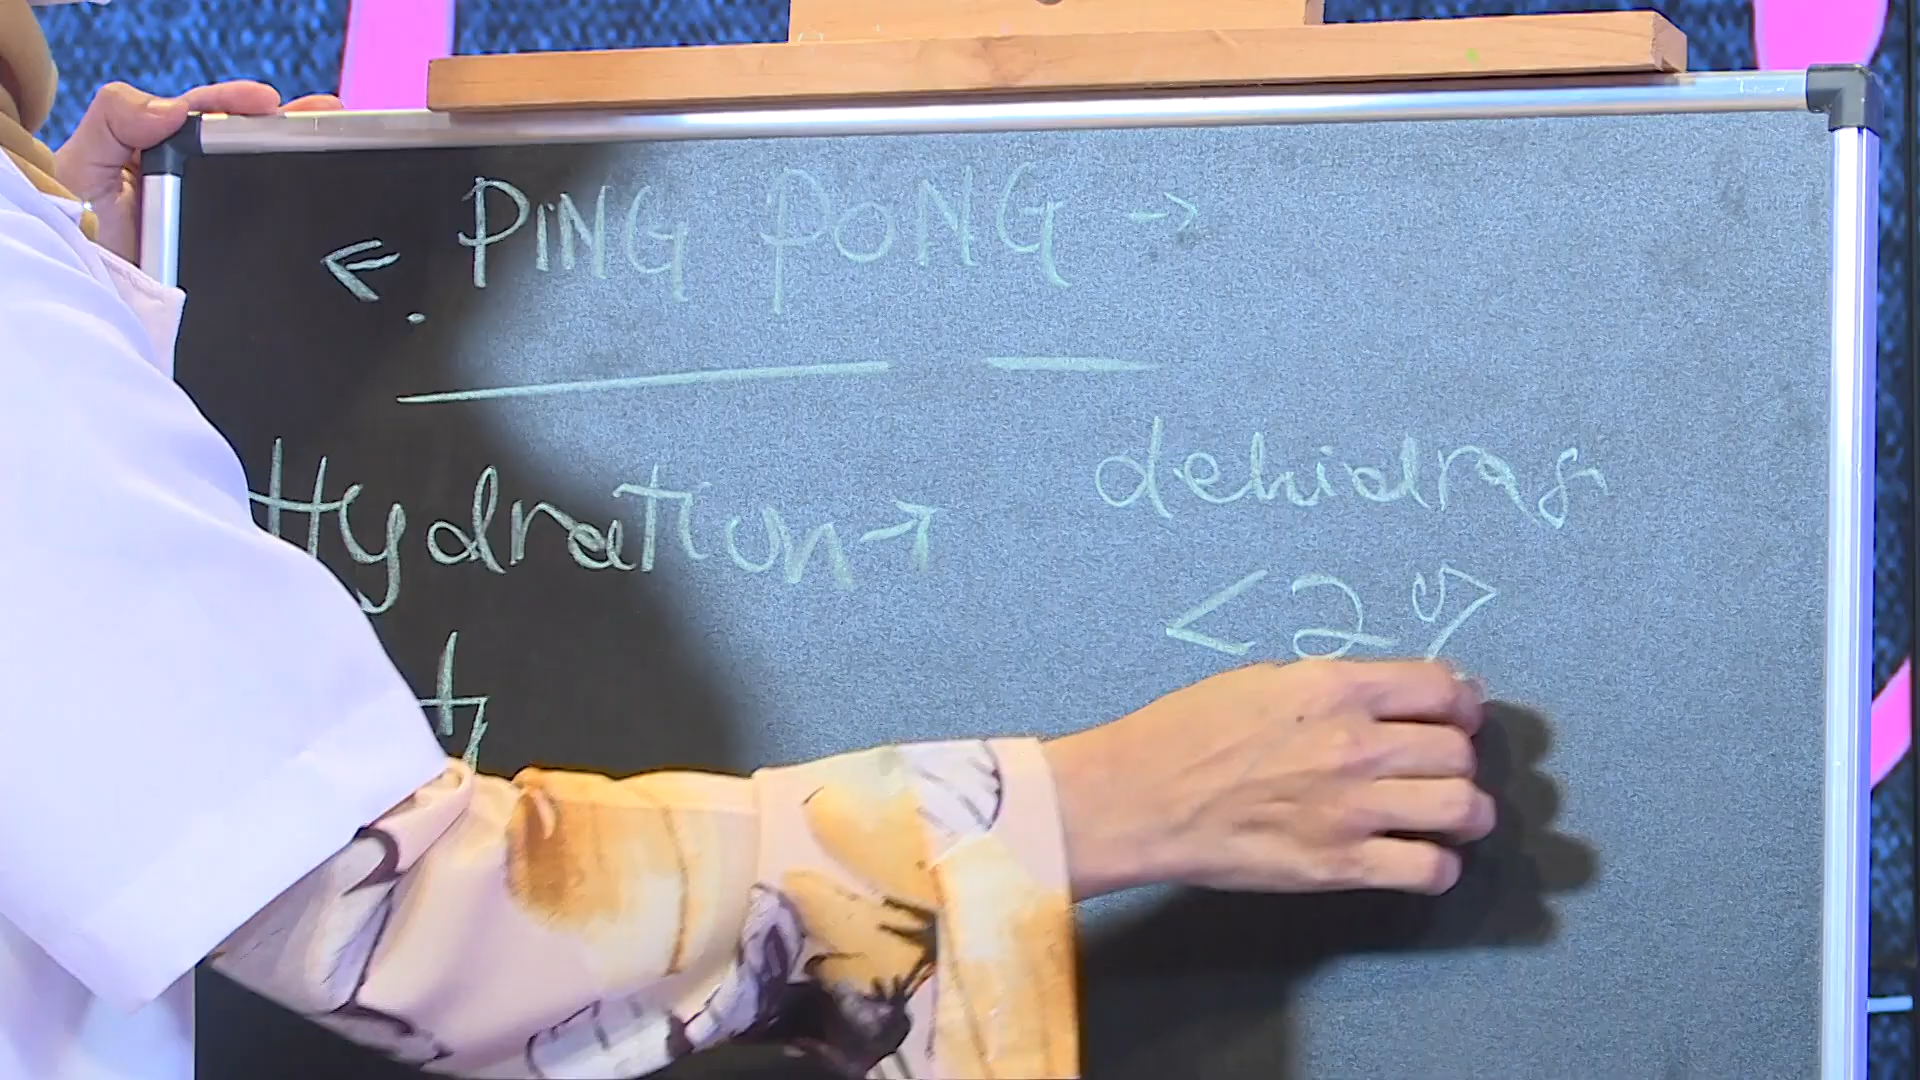 ← PiNG PONG →
Hydration → dehidras
<2%